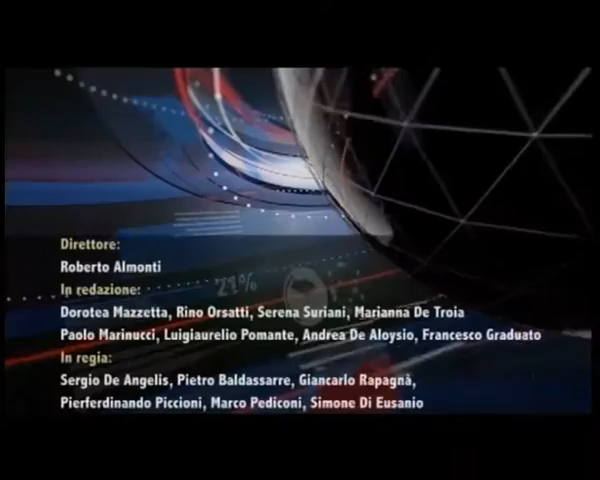 Direttore:
Roberto Almonti
21%
In redazione:
Dorotea Mazzetta, Rino Orsatti, Serena Suriani, Marianna De Troia
Paolo Marinucci, Luigiaurelio Pomante, Andrea De Aloysio, Francesco Graduato
In regia:
Sergio De Angelis, Pietro Baldassarre, Giancarlo Rapagnà,
Pierferdinando Piccioni, Marco Pediconi, Simone Di Eusanio